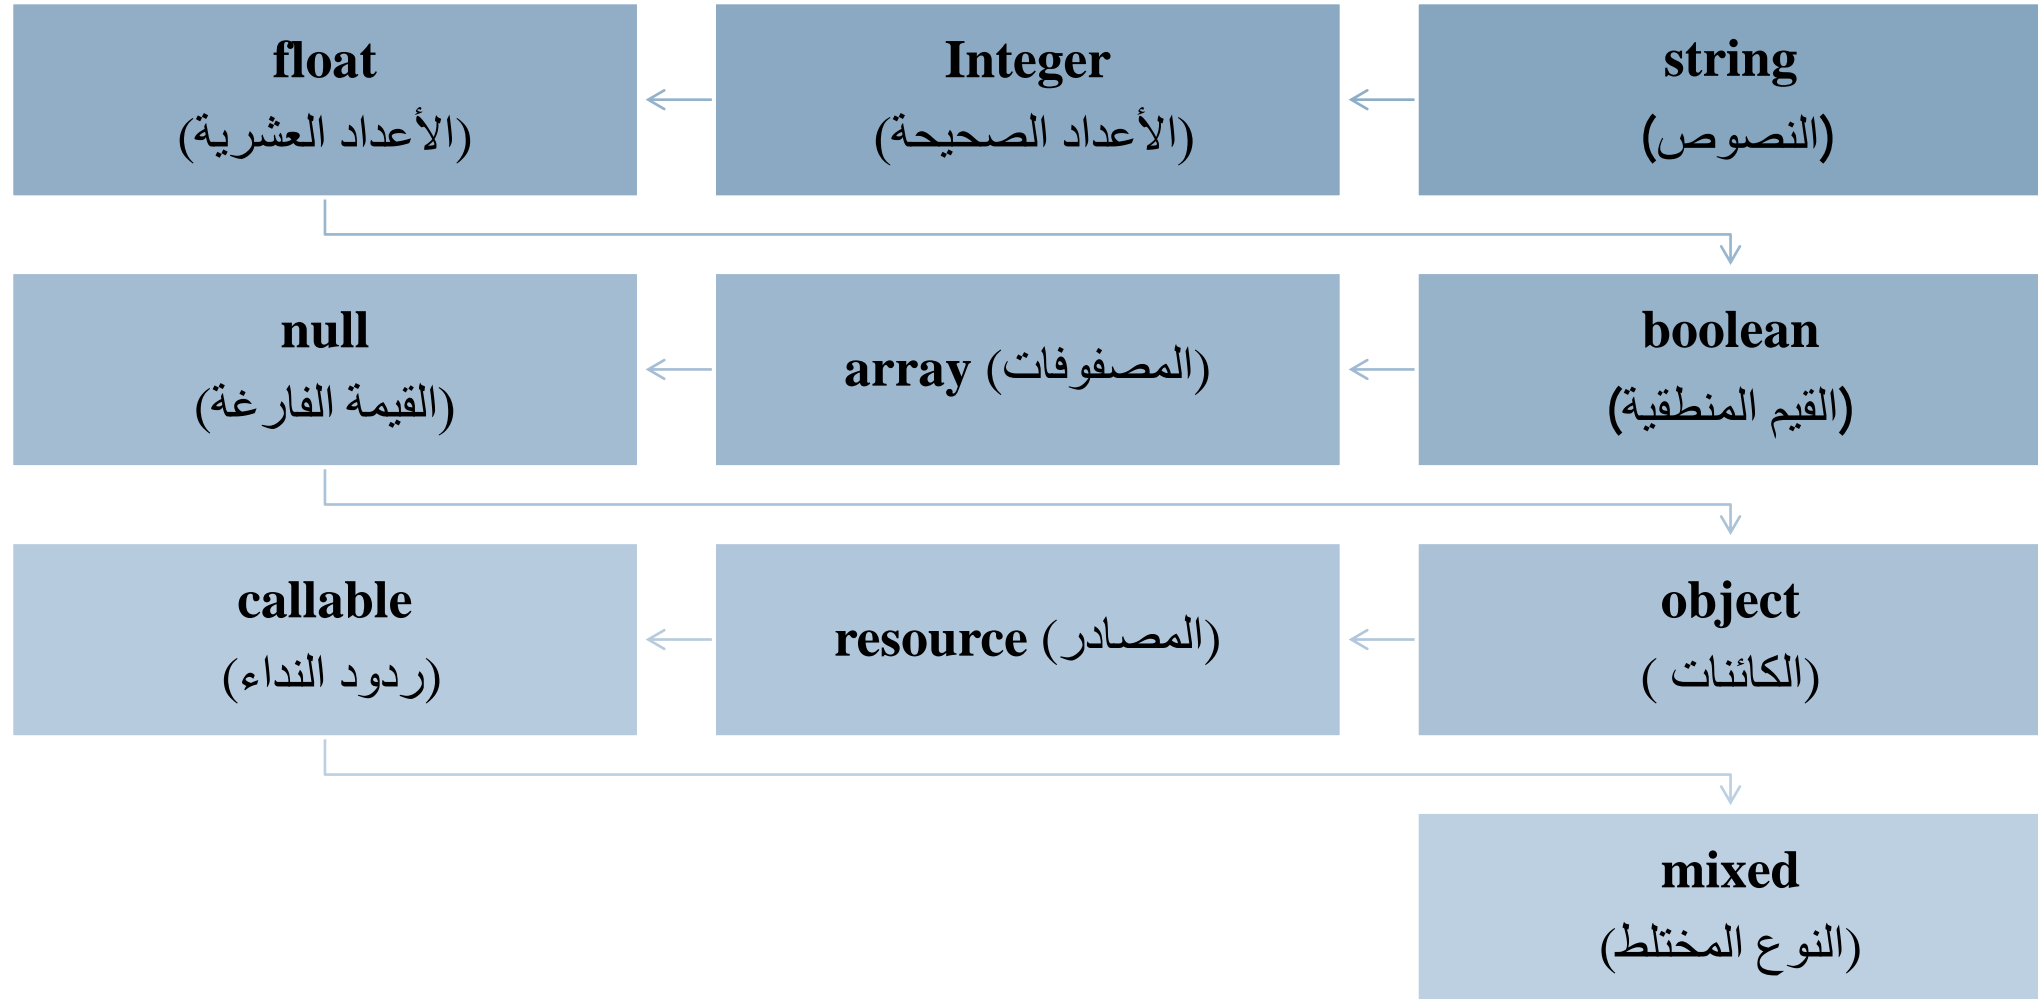 string
(النصوص)
Integer
(الأعداد الصحيحة)
float
(الأعداد العشرية)
boolean
(القيم المنطقية)
array (المصفوفات)
null
(القيمة الفارغة)
object
(الكائنات )
resource (المصادر)
callable
(ردود النداء)
mixed
(النوع المختلط)